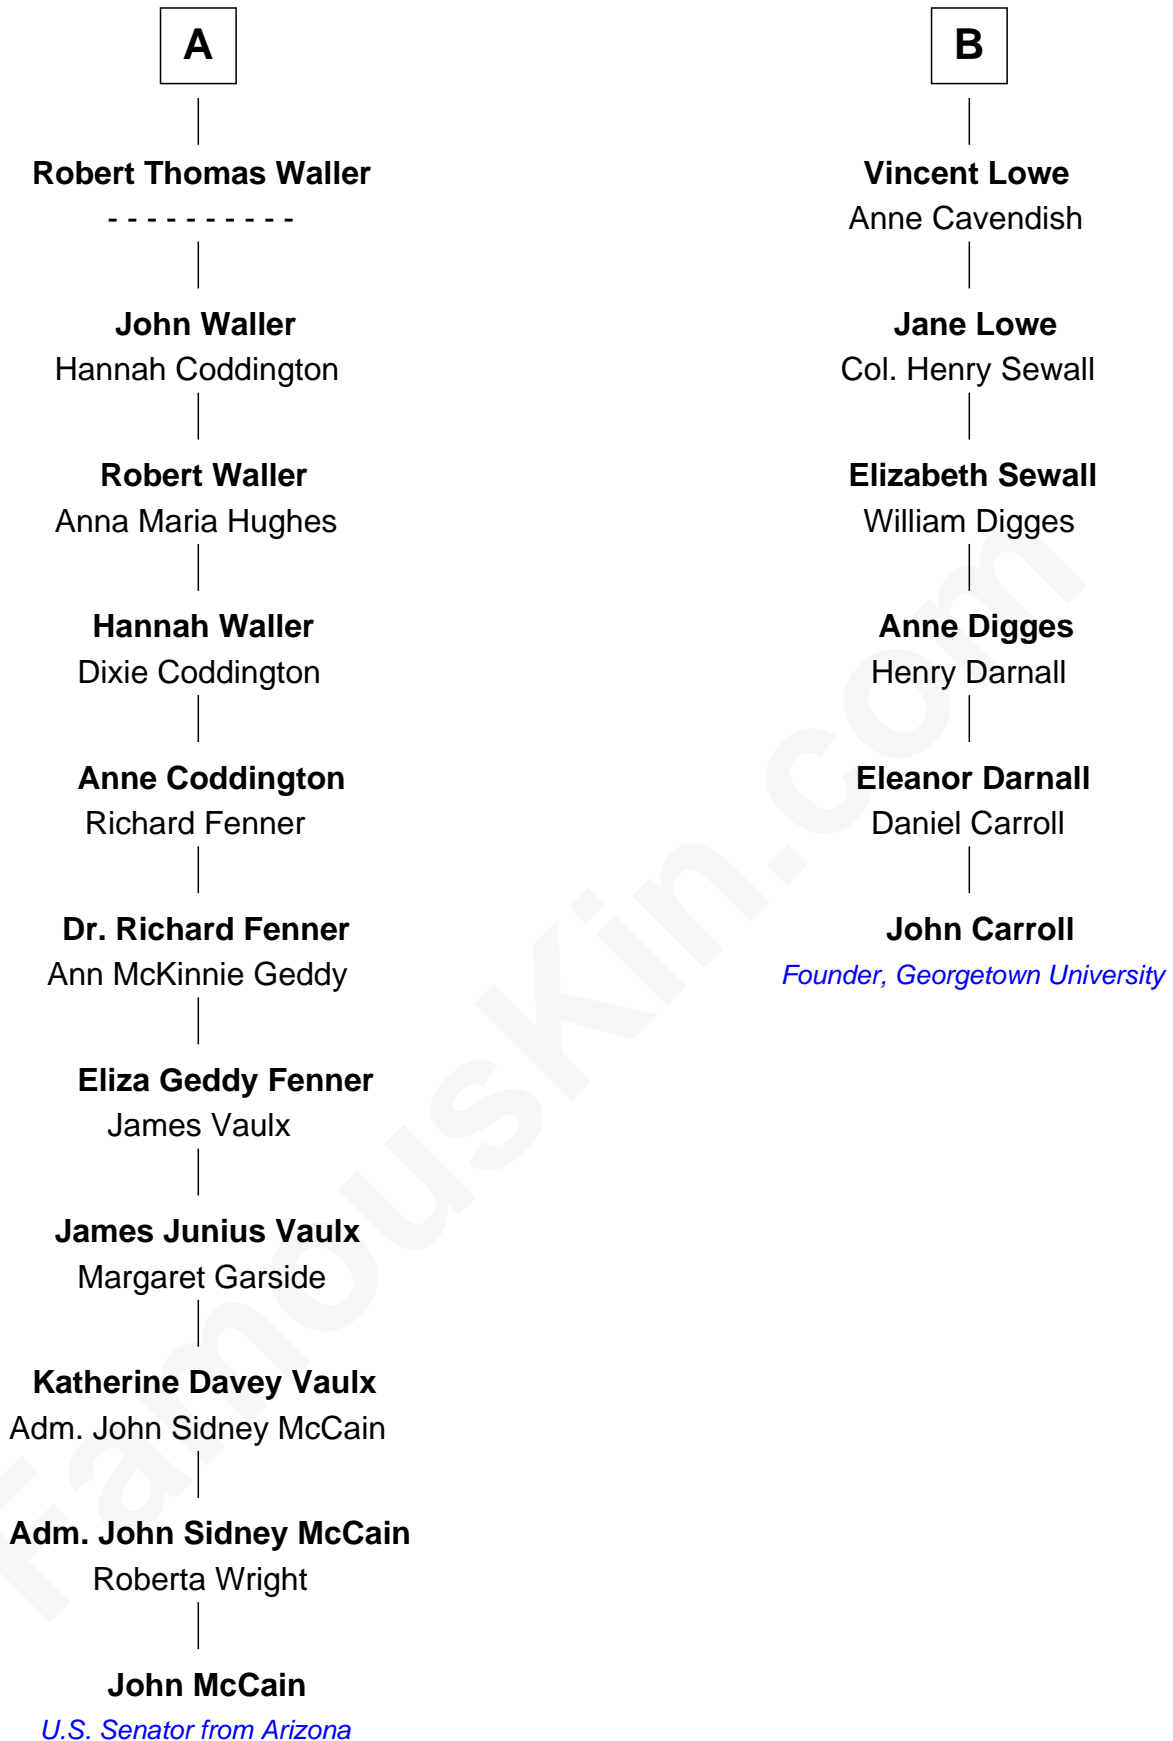 A
Robert Thomas Waller
- - - - - - - - - -
John Waller
Hannah Coddington
Robert Waller
Anna Maria Hughes
Hannah Waller
Dixie Coddington
Anne Coddington
Richard Fenner
Dr. Richard Fenner
Ann McKinnie Geddy
Eliza Geddy Fenner
James Vaulx
James Junius Vaulx
Margaret Garside
Katherine Davey Vaulx
Adm. John Sidney McCain
Adm. John Sidney McCain
Roberta Wright
John McCain
U.S. Senator from Arizona
B
Vincent Lowe
Anne Cavendish
Jane Lowe
Col. Henry Sewall
Elizabeth Sewall
William Digges
Anne Digges
Henry Darnall
Eleanor Darnall
Daniel Carroll
John Carroll
Founder, Georgetown University
FamousKin.com